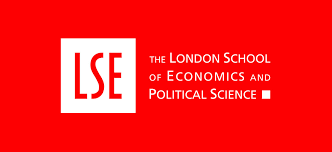 LSE
THE LONDON SCHOOL
OF ECONOMICS AND
POLITICAL SCIENCE